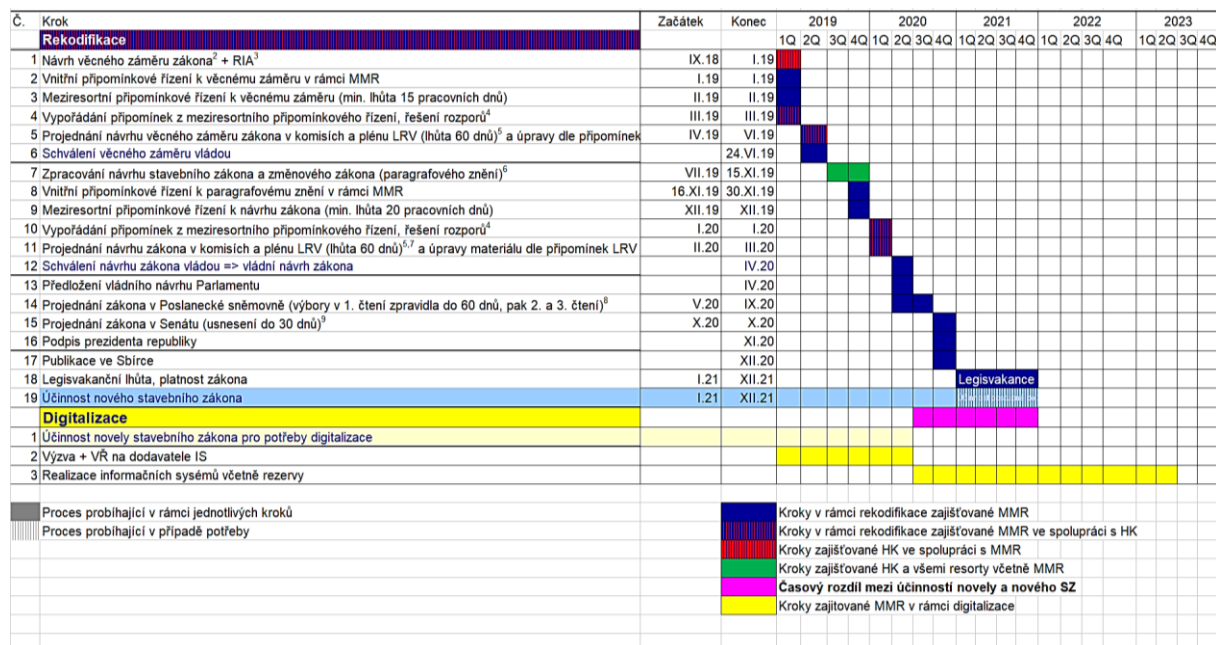 Č. Krok Začátek Konec 2019 2020 2021 2022 2023
Rekodifikace 1Q 2Q 3Q 4Q 1Q 2Q 3Q 4Q 1Q 2Q 3Q 4Q 1Q 2Q 3Q 4Q 1Q 2Q 3Q 4Q
1 Návrh věcného záměru zákona² + RIA³ IX.18 I.19
2 Vnitřní připomínkové řízení k věcnému záměru v rámci MMR I.19 I.19
3 Meziresortní připomínkové řízení k věcnému záměru (min. lhůta 15 pracovních dnů) II.19 II.19
4 Vypořádání připomínek z meziresortního připomínkového řízení, řešení rozporů⁴ III.19 III.19
5 Projednání návrhu věcného záměru zákona v komisích a plénu LRV (lhůta 60 dnů)⁵ a úpravy dle připomínek IV.19 VI.19
6 Schválení věcného záměru vládou 24.VI.19
7 Zpracování návrhu stavebního zákona a změnového zákona (paragrafového znění)⁶ VII.19 15.XI.19
8 Vnitřní připomínkové řízení k paragrafovému znění v rámci MMR 16.XI.19 30.XI.19
9 Meziresortní připomínkové řízení k návrhu zákona (min. lhůta 20 pracovních dnů) XII.19 XII.19
10 Vypořádání připomínek z meziresortního připomínkového řízení, řešení rozporů⁴ I.20 I.20
11 Projednání návrhu zákona v komisích a plénu LRV (lhůta 60 dnů)⁵,⁷ a úpravy materiálu dle připomínek LRV II.20 III.20
12 Schválení návrhu zákona vládou => vládní návrh zákona IV.20
13 Předložení vládního návrhu Parlamentu IV.20
14 Projednání zákona v Poslanecké sněmovně (výbory v 1. čtení zpravidla do 60 dnů, pak 2. a 3. čtení)⁸ V.20 IX.20
15 Projednání zákona v Senátu (usnesení do 30 dnů)⁹ X.20 X.20
16 Podpis prezidenta republiky XI.20
17 Publikace ve Sbírce XII.20
18 Legisvakanční lhůta, platnost zákona I.21 XII.21 Legisvakance
19 Účinnost nového stavebního zákona I.21 XII.21
Digitalizace
1 Účinnost novely stavebního zákona pro potřeby digitalizace
2 Výzva + VŘ na dodavatele IS
3 Realizace informačních sysémů včetně rezervy
Proces probíhající v rámci jednotlivých kroků Kroky v rámci rekodifikace zajišťované MMR
Proces probíhající v případě potřeby Kroky v rámci rekodifikace zajišťované MMR ve spolupráci s HK
Kroky zajišťované HK ve spolupráci s MMR
Kroky zajišťované HK a všemi resorty včetně MMR
Časový rozdíl mezi účinností novely a nového SZ
Kroky zajitované MMR v rámci digitalizace